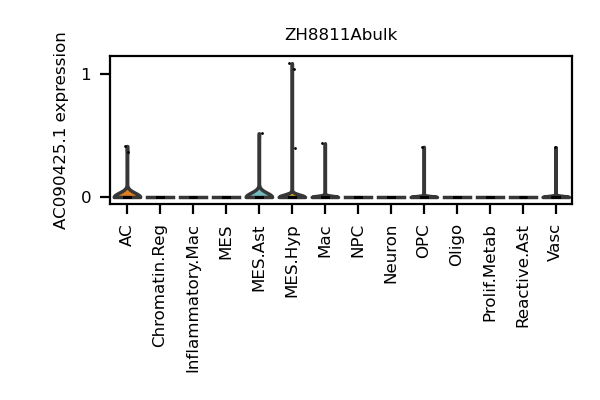 ZH8811Abulk
AC090425.1 expression
1
0
AC
Chromatin.Reg
Inflammatory.Mac
MES
MES.Ast
MES.Hyp
Mac
NPC
Neuron
OPC
Oligo
Prolif.Metab
Reactive.Ast
Vasc